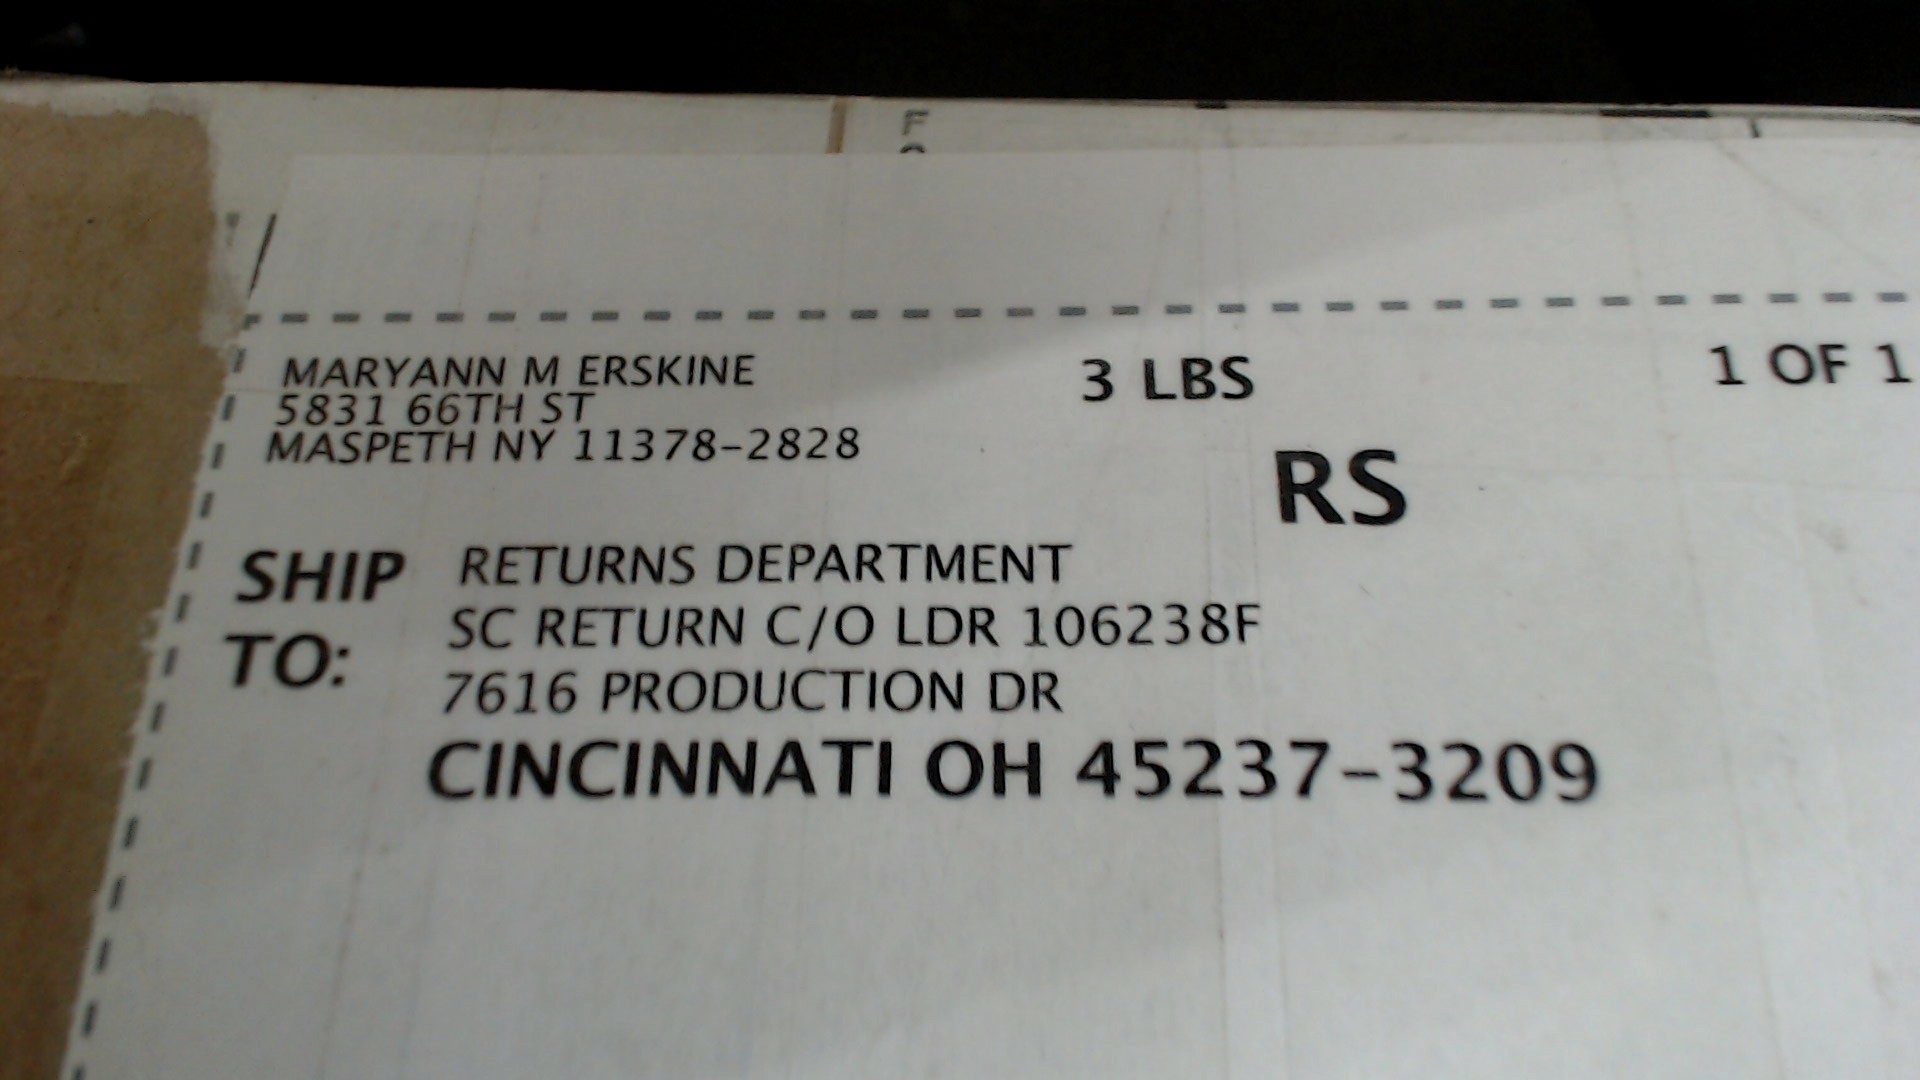 F
MARYANN M ERSKINE
5831 66TH ST
MASPETH NY 11378-2828
3 LBS
1 OF 1
RS
SHIP TO:
RETURNS DEPARTMENT
SC RETURN C/O LDR 106238F
7616 PRODUCTION DR
CINCINNATI OH 45237-3209